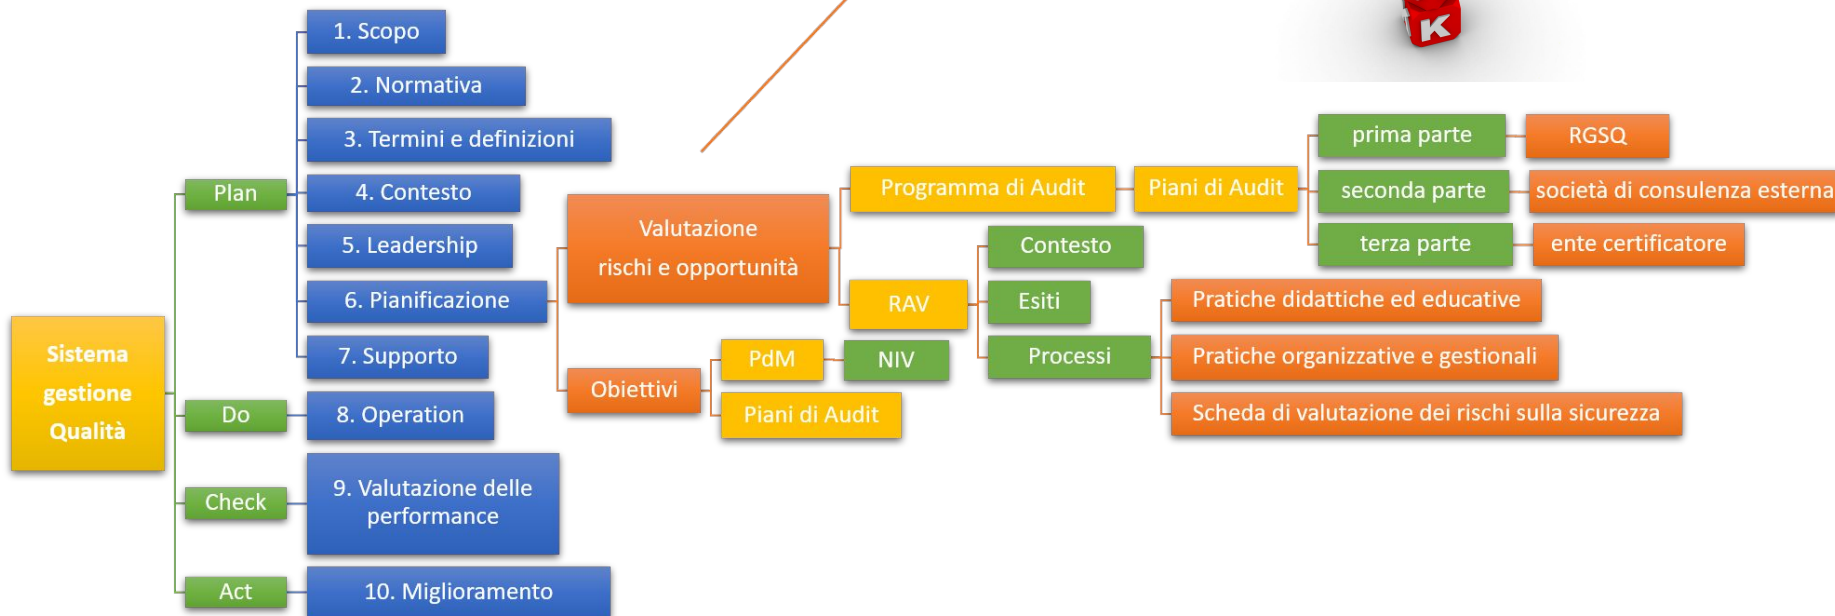 K
1. Scopo
2. Normativa
3. Termini e definizioni
4. Contesto
5. Leadership
6. Pianificazione
7. Supporto
8. Operation
9. Valutazione delle
performance
10. Miglioramento
Plan
Do
Check
Act
Sistema
gestione
Qualità
Valutazione
rischi e opportunità
Obiettivi
Programma di Audit
Piani di Audit
prima parte
RGSQ
seconda parte
società di consulenza esterna
terza parte
ente certificatore
RAV
Contesto
Esiti
Processi
Pratiche didattiche ed educative
Pratiche organizzative e gestionali
Scheda di valutazione dei rischi sulla sicurezza
PdM
NIV
Piani di Audit